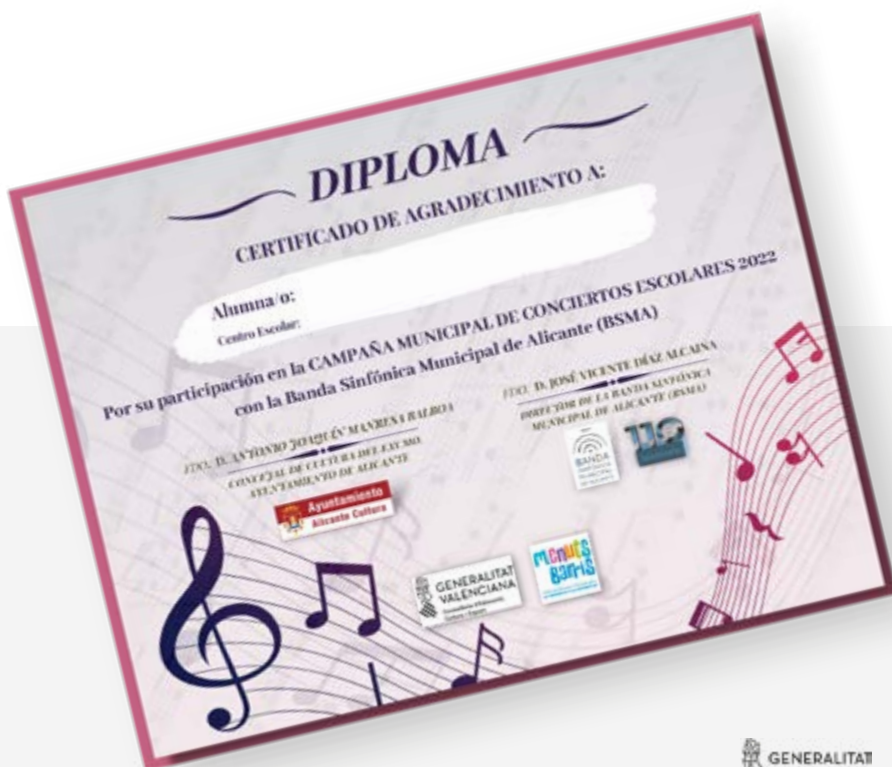 DIPLOMA
CERTIFICADO DE AGRADECIMIENTO A:
Alumna/o:
Centro Escolar:
Por su participación en la CAMPAÑA MUNICIPAL DE CONCIERTOS ESCOLARES 2022
con la Banda Sinfónica Municipal de Alicante (BSMA)
FDO. D. ANTONIO JOAQUÍN MANRESA BALBOA
CONCEJAL DE CULTURA DEL EXCMO.
AYUNTAMIENTO DE ALICANTE
Ayuntamiento
Alicante Cultura
FDO. D. JOSÉ VICENTE DÍAZ ALCAINA
DIRECTOR DE LA BANDA SINFÓNICA
MUNICIPAL DE ALICANTE (BSMA)
BANDA
SINFÓNICA
MUNICIPAL
110
GENERALITAT
VALENCIANA
menuts
Barris
GENERALITAT